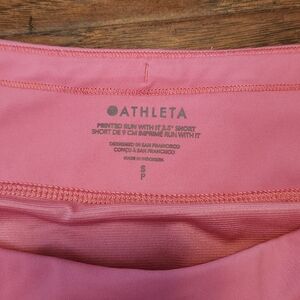 ATHLETA
PRINTED RUN WITH IT 3.5" SHORT
SHORT DE 9 CM IMPRIMÉ RUN WITH IT
DESIGNED IN SAN FRANCISCO
CONÇU À SAN FRANCISCO
MADE IN INDONESIA
S
P